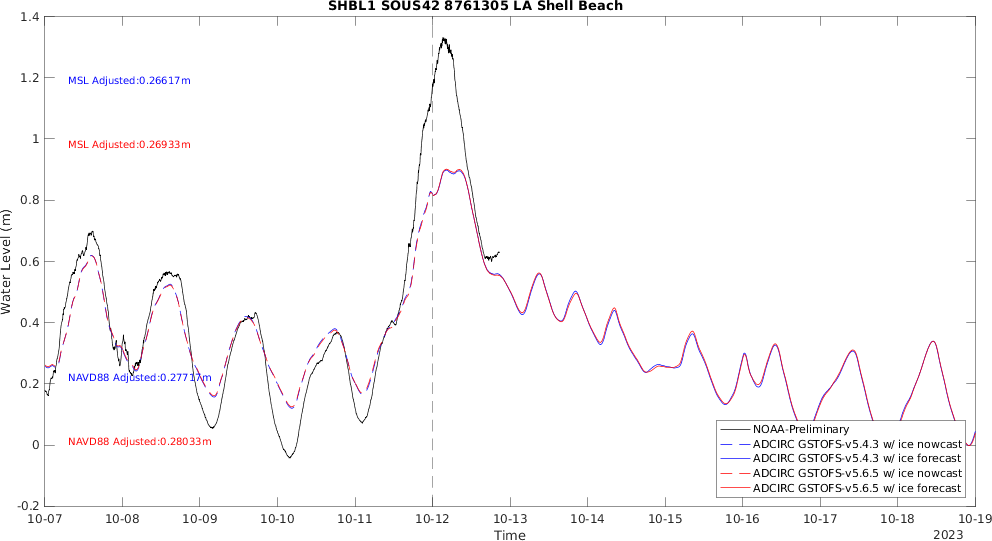 SHBL1 SOUS42 8761305 LA Shell Beach
1.4
1.2
1
0.8
0.6
0.4
0.2
0
-0.2
Water Level (m)
MSL Adjusted:0.26617m
MSL Adjusted:0.26933m
NAVD88 Adjusted:0.27717m
NAVD88 Adjusted:0.28033m
NOAA-Preliminary
ADCIRC GSTOFS-v5.4.3 w/ ice nowcast
ADCIRC GSTOFS-v5.4.3 w/ ice forecast
ADCIRC GSTOFS-v5.6.5 w/ ice nowcast
ADCIRC GSTOFS-v5.6.5 w/ ice forecast
10-07 10-08 10-09 10-10 10-11 10-12 10-13 10-14 10-15 10-16 10-17 10-18 10-19
Time
2023